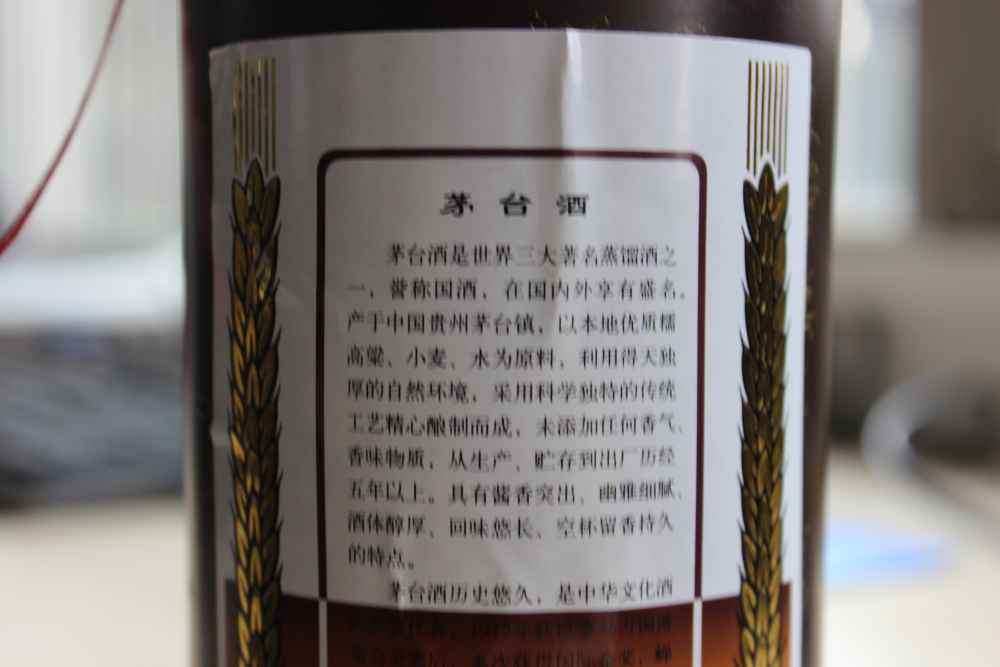 茅台酒
茅台酒是世界三大著名蒸馏酒之
一，誉称国酒，在国内外享有盛名。
产于中国贵州茅台镇，以本地优质糯
高粱、小麦、水为原料，利用得天独
厚的自然环境，采用科学独特的传统
工艺精心酿制而成，未添加任何香气、
香味物质，从生产、贮存到出厂历经
五年以上。具有酱香突出、幽雅细腻、
酒体醇厚、回味悠长、空杯留香持久
的特点。
茅台酒历史悠久，是中华文化酒